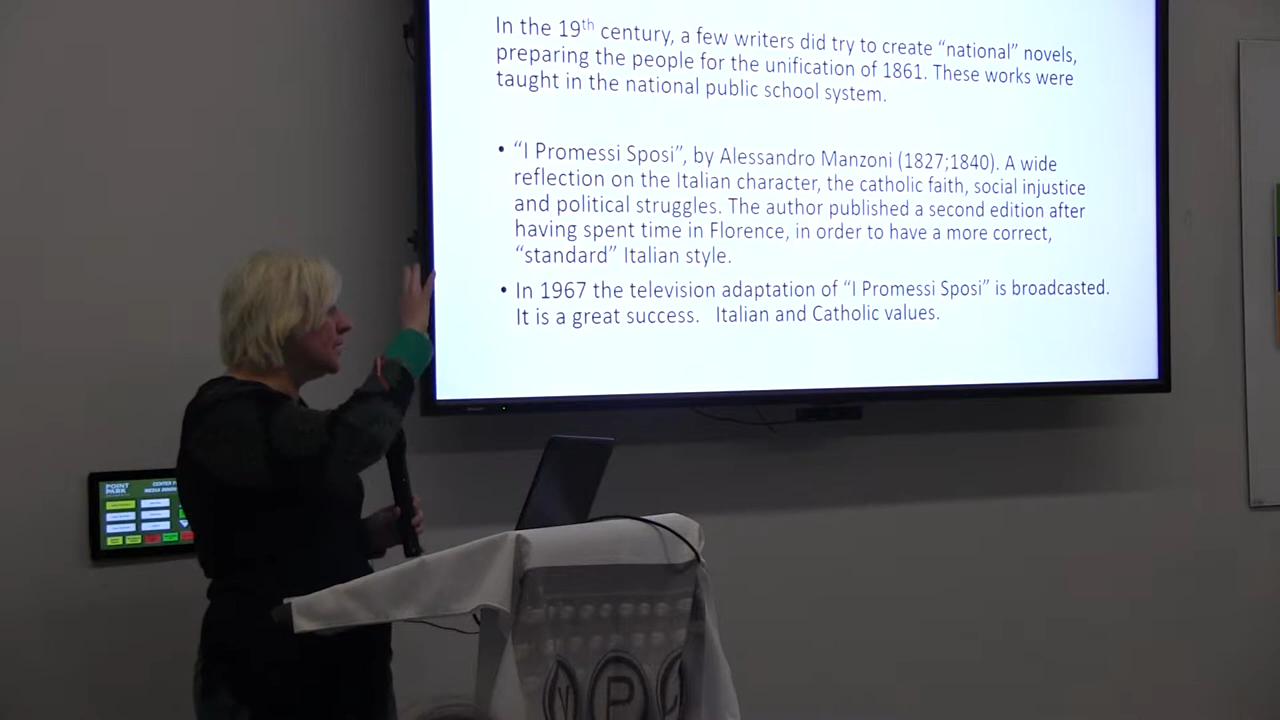 In the 19th century, a few writers did try to create “national” novels,
preparing the people for the unification of 1861. These works were
taught in the national public school system.
• “I Promessi Sposi”, by Alessandro Manzoni (1827;1840). A wide
reflection on the Italian character, the catholic faith, social injustice
and political struggles. The author published a second edition after
having spent time in Florence, in order to have a more correct,
“standard” Italian style.
• In 1967 the television adaptation of “I Promessi Sposi” is broadcasted.
It is a great success. Italian and Catholic values.
POINT
PARK
CENTER F
MEDIA INNOV
P